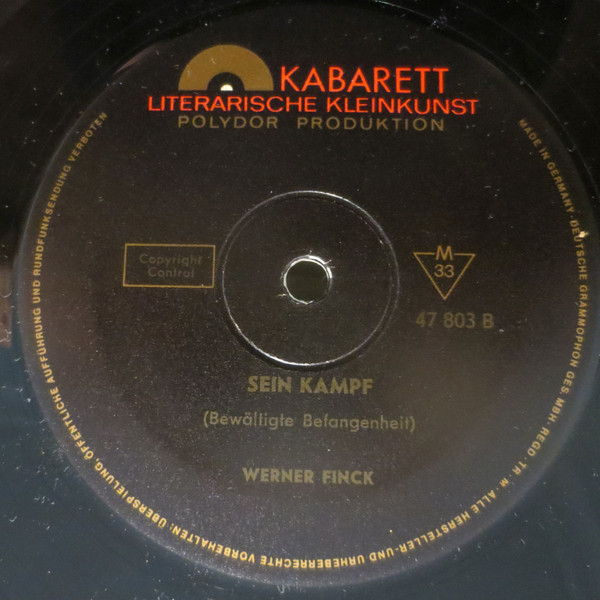 KABARETT
LITERARISCHE KLEINKUNST
POLYDOR PRODUKTION
Copyright
Control
M
33
47 803 B
SEIN KAMPF
(Bewältigte Befangenheit)
WERNER FINCK
MADE IN GERMANY. DEUTSCHE GRAMMOPHON GES. MBH. REGD. TR. M. ALLE HERSTELLER- UND URHEBERRECHTE VORBEHALTEN: ÜBERSPIELUNG, ÖFFENTLICHE AUFFÜHRUNG UND RUNDFUNKSENDUNG VERBOTEN